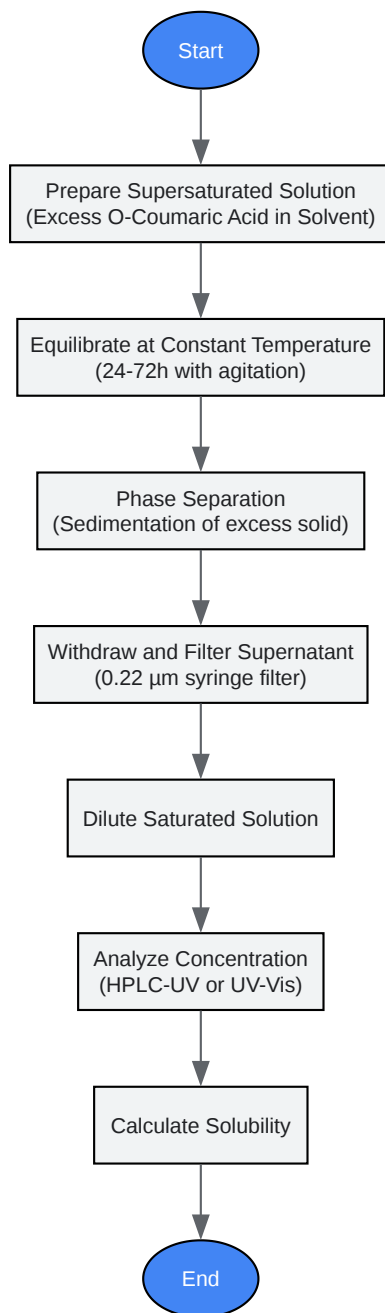 Start
Prepare Supersaturated Solution
(Excess O-Coumaric Acid in Solvent)
Equilibrate at Constant Temperature
(24-72h with agitation)
Phase Separation
(Sedimentation of excess solid)
Withdraw and Filter Supernatant
(0.22 µm syringe filter)
Dilute Saturated Solution
Analyze Concentration
(HPLC-UV or UV-Vis)
Calculate Solubility
End